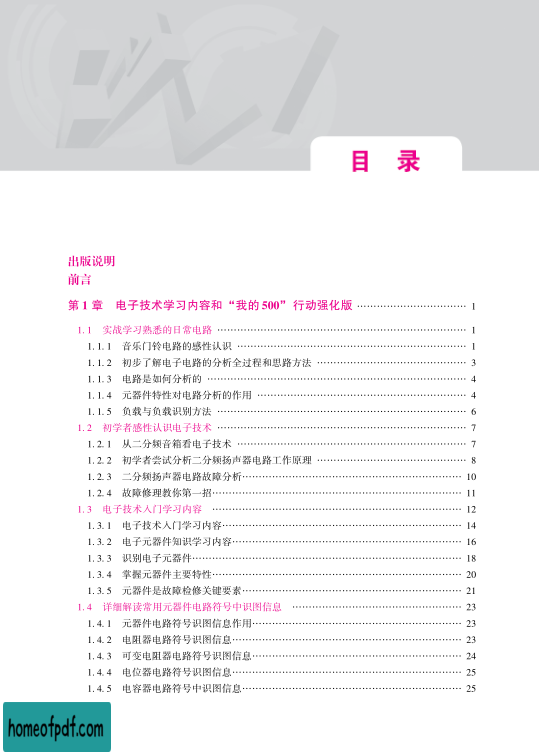 目 录
出版说明
前言
第 1 章 电子技术学习内容和“我的 500”行动强化版 …………………………… 1
1. 1 实战学习熟悉的日常电路 …………………………… 1
1. 1. 1 音乐门铃电路的感性认识 …………………………… 1
1. 1. 2 初步了解电子电路的分析全过程和思路方法 …………………………… 3
1. 1. 3 电路是如何分析的 …………………………… 4
1. 1. 4 元器件特性对电路分析的作用 …………………………… 4
1. 1. 5 负载与负载识别方法 …………………………… 6
1. 2 初学者感性认识电子技术 …………………………… 7
1. 2. 1 从二分频音箱看电子技术 …………………………… 7
1. 2. 2 初学者尝试分析二分频扬声器电路工作原理 …………………………… 8
1. 2. 3 二分频扬声器电路故障分析…………………………… 10
1. 2. 4 故障修理教你第一招…………………………… 11
1. 3 电子技术入门学习内容 …………………………… 12
1. 3. 1 电子技术入门学习内容…………………………… 14
1. 3. 2 电子元器件知识学习内容…………………………… 16
1. 3. 3 识别电子元器件…………………………… 18
1. 3. 4 掌握元器件主要特性…………………………… 20
1. 3. 5 元器件是故障检修关键要素…………………………… 21
1. 4 详细解读常用元器件电路符号中识图信息 …………………………… 23
1. 4. 1 元器件电路符号识图信息作用…………………………… 23
1. 4. 2 电阻器电路符号识图信息…………………………… 23
1. 4. 3 可变电阻器电路符号识图信息…………………………… 24
1. 4. 4 电位器电路符号识图信息…………………………… 25
1. 4. 5 电容器电路符号中识图信息…………………………… 25
homeofpdf.com